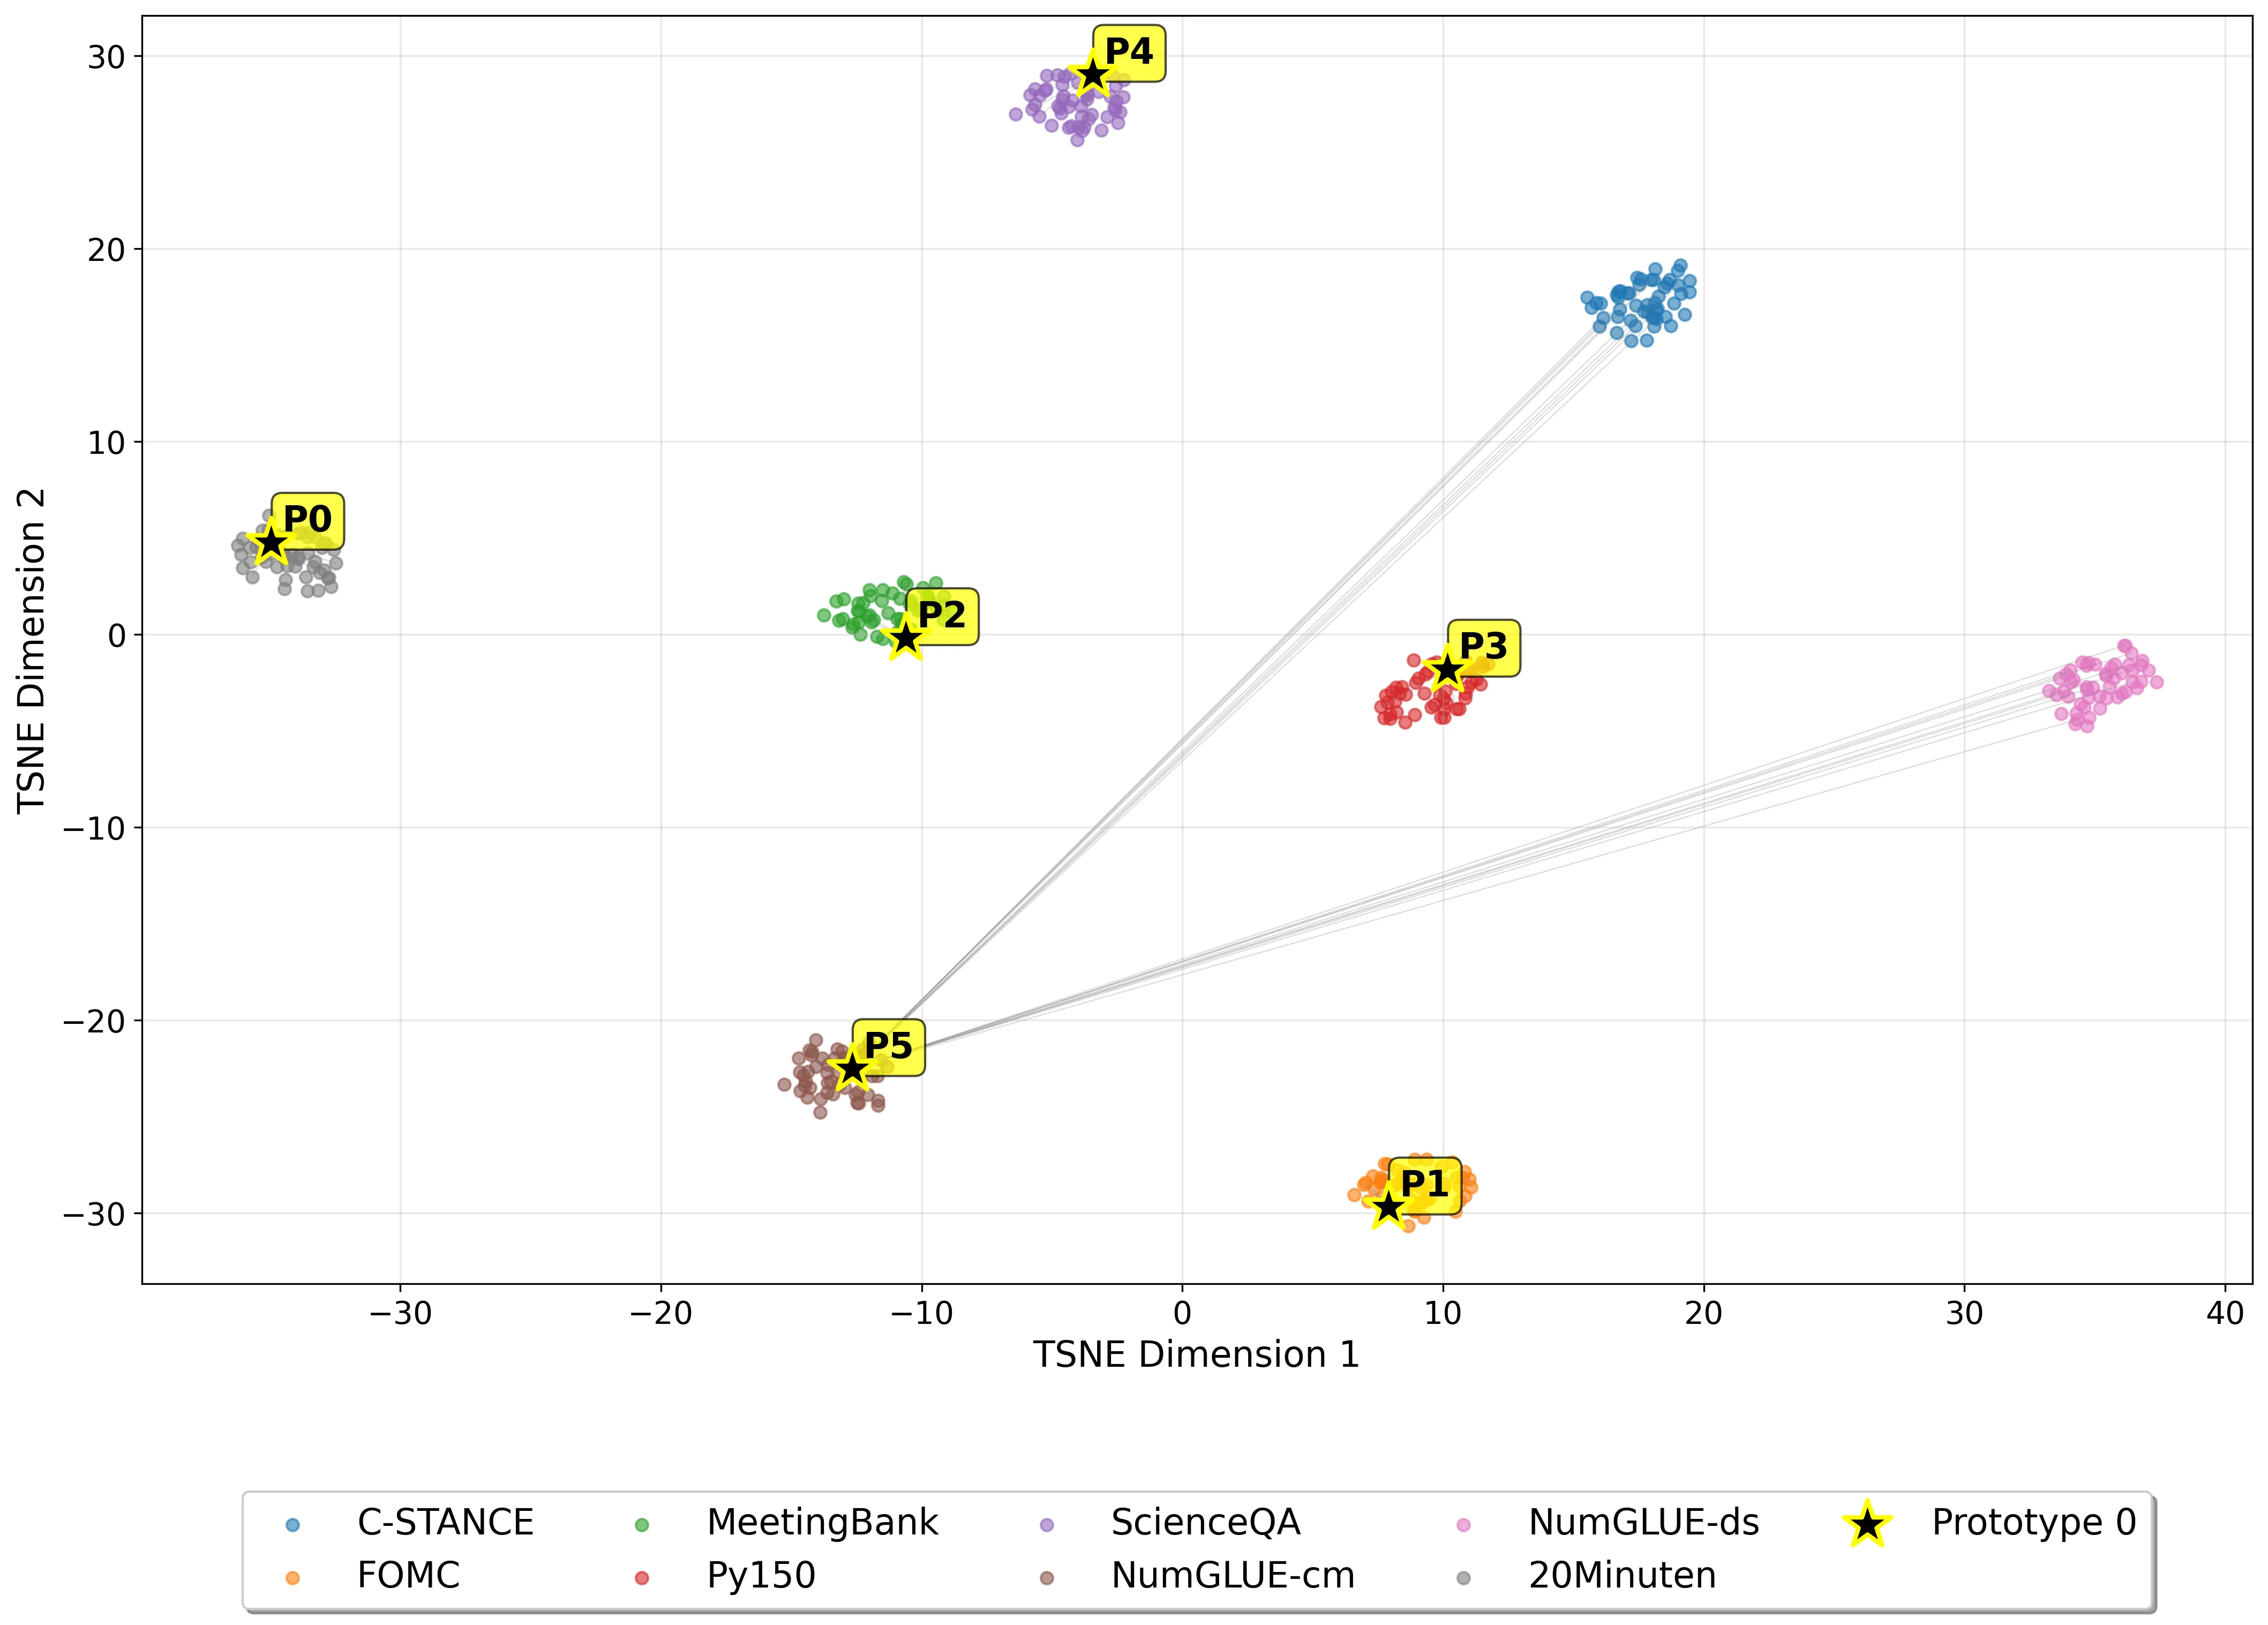 P4
30
20
10
0
−10
−20
−30
TSNE Dimension 2
P0
P2
P3
P5
P1
−30
−20
−10
0
10
20
30
40
TSNE Dimension 1
C-STANCE
MeetingBank
ScienceQA
NumGLUE-ds
Prototype 0
FOMC
Py150
NumGLUE-cm
20Minuten